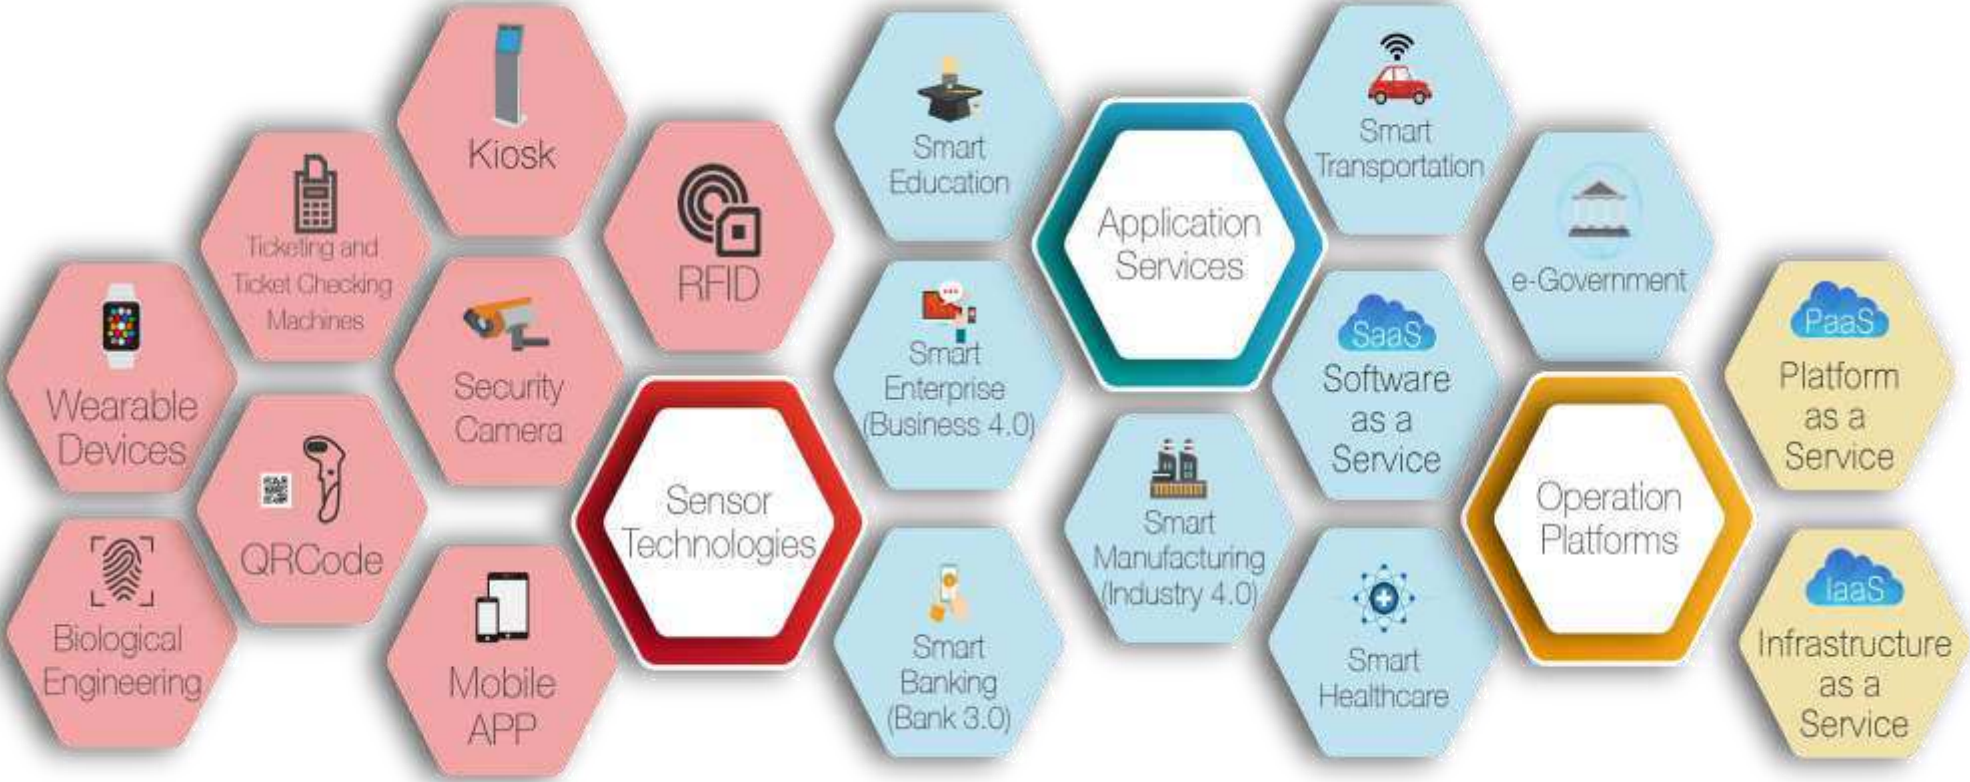 Kiosk
Ticketing and
Ticket Checking
Machines
RFID
Wearable
Devices
Security
Camera
QRCode
Biological
Engineering
Mobile
APP
Sensor
Technologies
Smart
Education
Smart
Enterprise
(Business 4.0)
Smart
Banking
(Bank 3.0)
Application
Services
Smart
Manufacturing
(Industry 4.0)
Smart
Transportation
SaaS
Software
as a
Service
Smart
Healthcare
e-Government
Operation
Platforms
PaaS
Platform
as a
Service
IaaS
Infrastructure
as a
Service